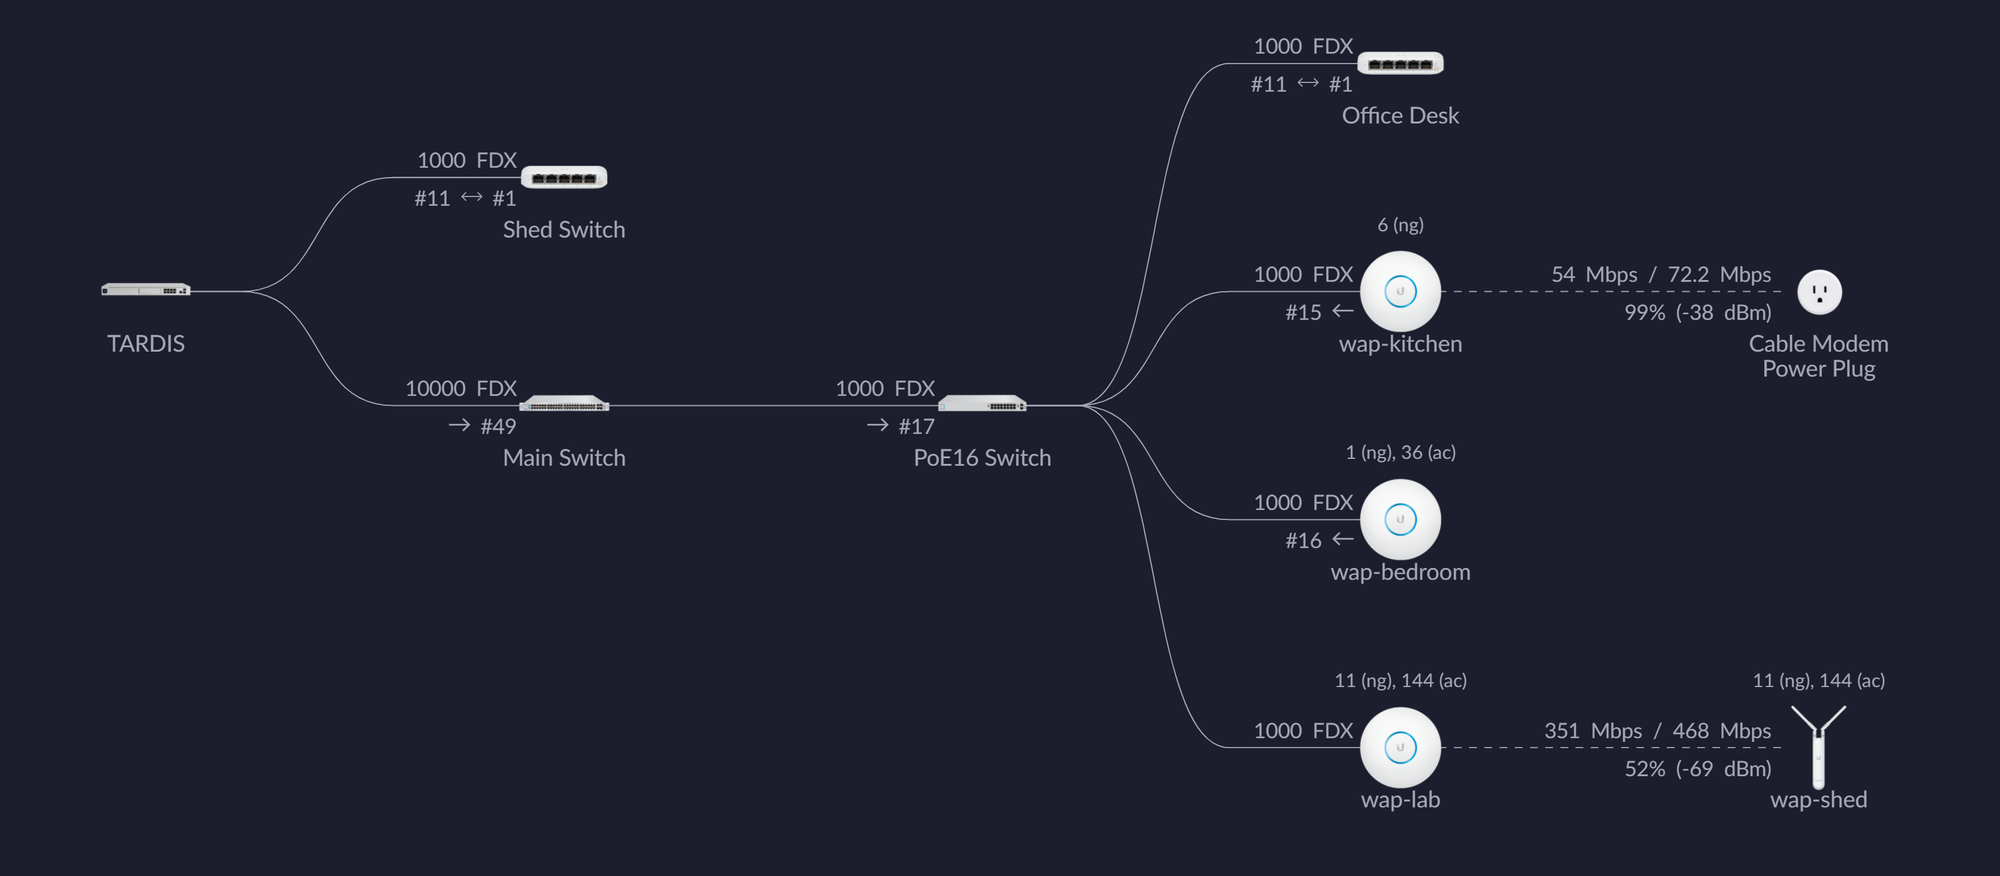 1000 FDX
#11 ↔ #1
Office Desk
1000 FDX
#11 ↔ #1
Shed Switch
6 (ng)
TARDIS
1000 FDX
#15 ←
wap-kitchen
54 Mbps / 72.2 Mbps
99% (-38 dBm)
Cable Modem
Power Plug
10000 FDX
→ #49
Main Switch
1000 FDX
→ #17
PoE16 Switch
1 (ng), 36 (ac)
1000 FDX
#16 ←
wap-bedroom
11 (ng), 144 (ac)
1000 FDX
wap-lab
351 Mbps / 468 Mbps
52% (-69 dBm)
11 (ng), 144 (ac)
wap-shed